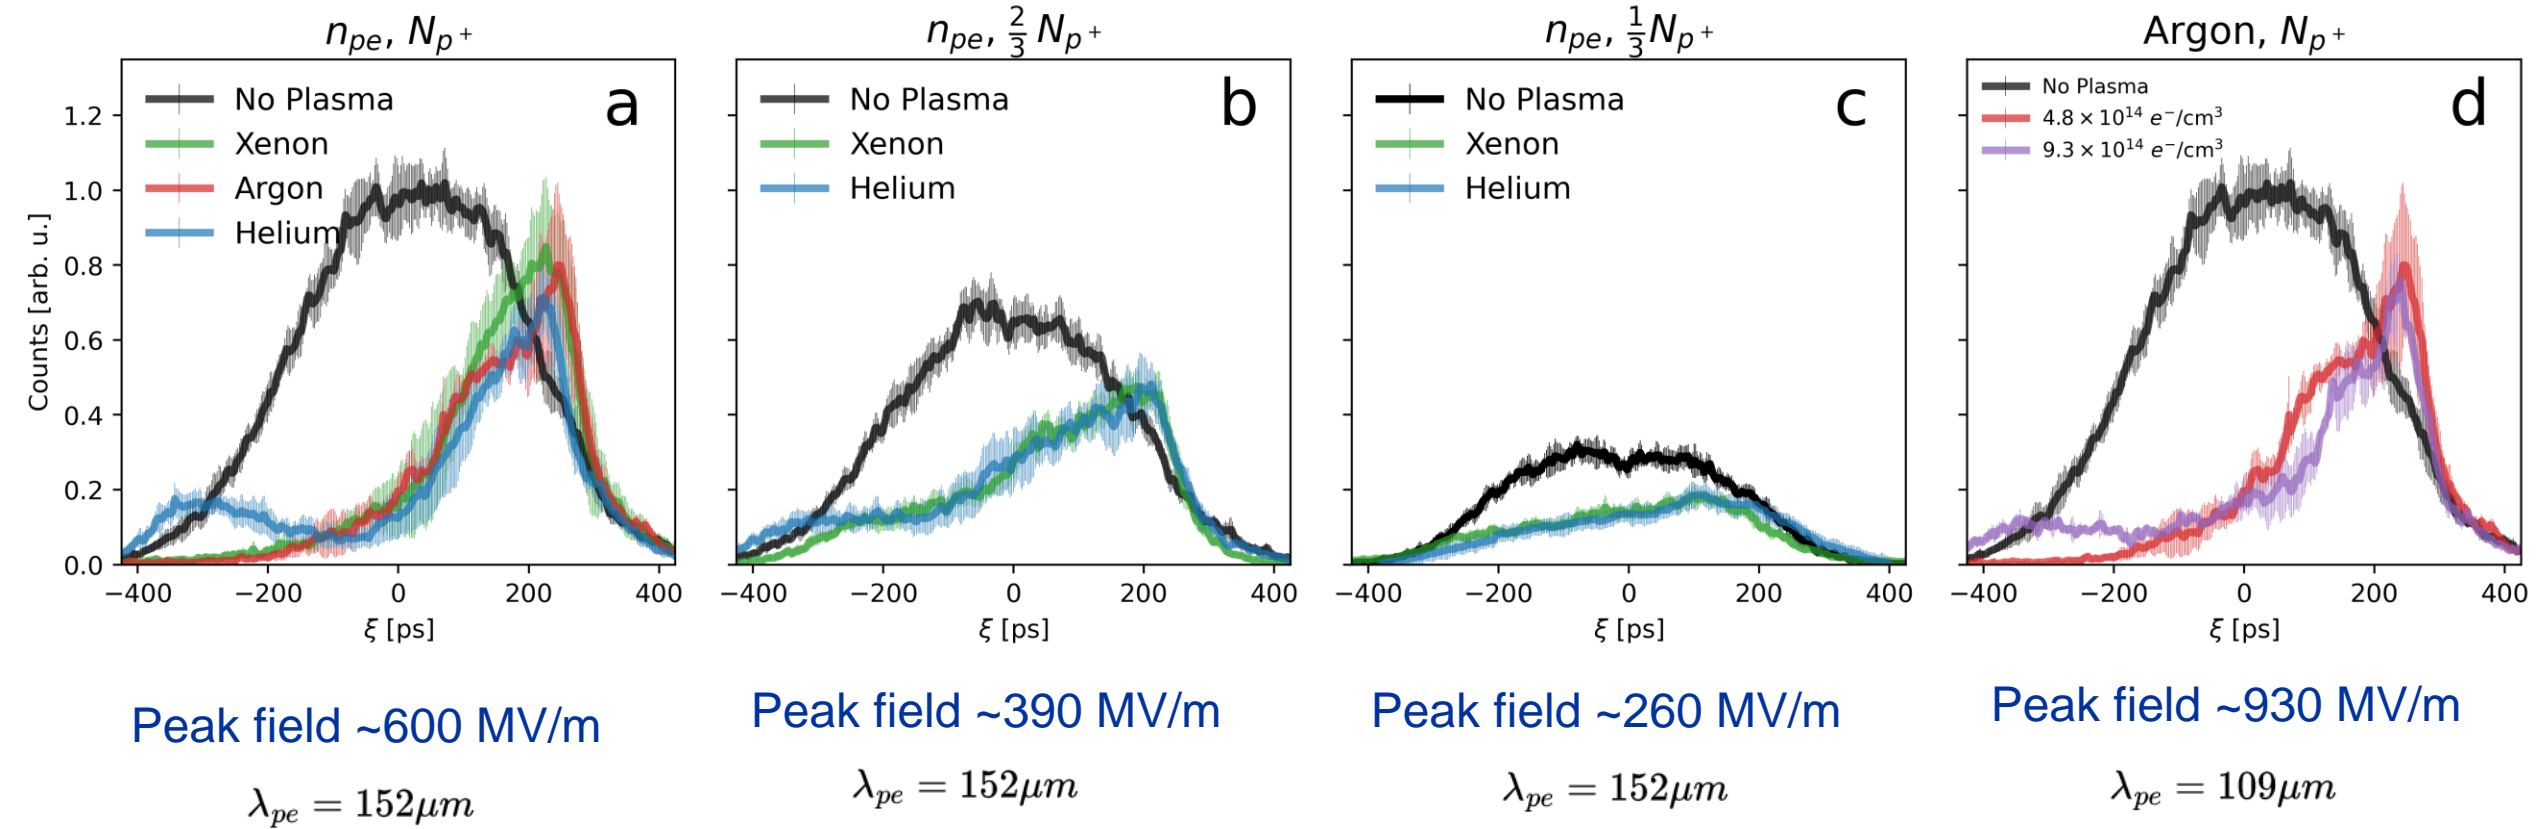 n_pe, N_p+
n_pe, 2/3 N_p+
n_pe, 1/3 N_p+
Argon, N_p+
Counts [arb. u.]
1.2
1.0
0.8
0.6
0.4
0.2
0.0
No Plasma
Xenon
Argon
Helium
a
−400 −200 0 200 400
ξ [ps]
No Plasma
Xenon
Helium
b
−400 −200 0 200 400
ξ [ps]
No Plasma
Xenon
Helium
c
−400 −200 0 200 400
ξ [ps]
No Plasma
4.8 × 10¹⁴ e⁻/cm³
9.3 × 10¹⁴ e⁻/cm³
d
−400 −200 0 200 400
ξ [ps]
Peak field ~600 MV/m
Peak field ~390 MV/m
Peak field ~260 MV/m
Peak field ~930 MV/m
λ_pe = 152μm
λ_pe = 152μm
λ_pe = 152μm
λ_pe = 109μm